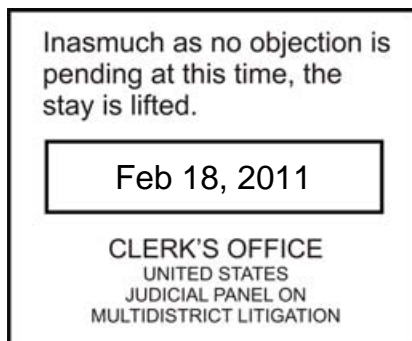 Inasmuch as no objection is
pending at this time, the
stay is lifted.
Feb 18, 2011
CLERK'S OFFICE
UNITED STATES
JUDICIAL PANEL ON
MULTIDISTRICT LITIGATION